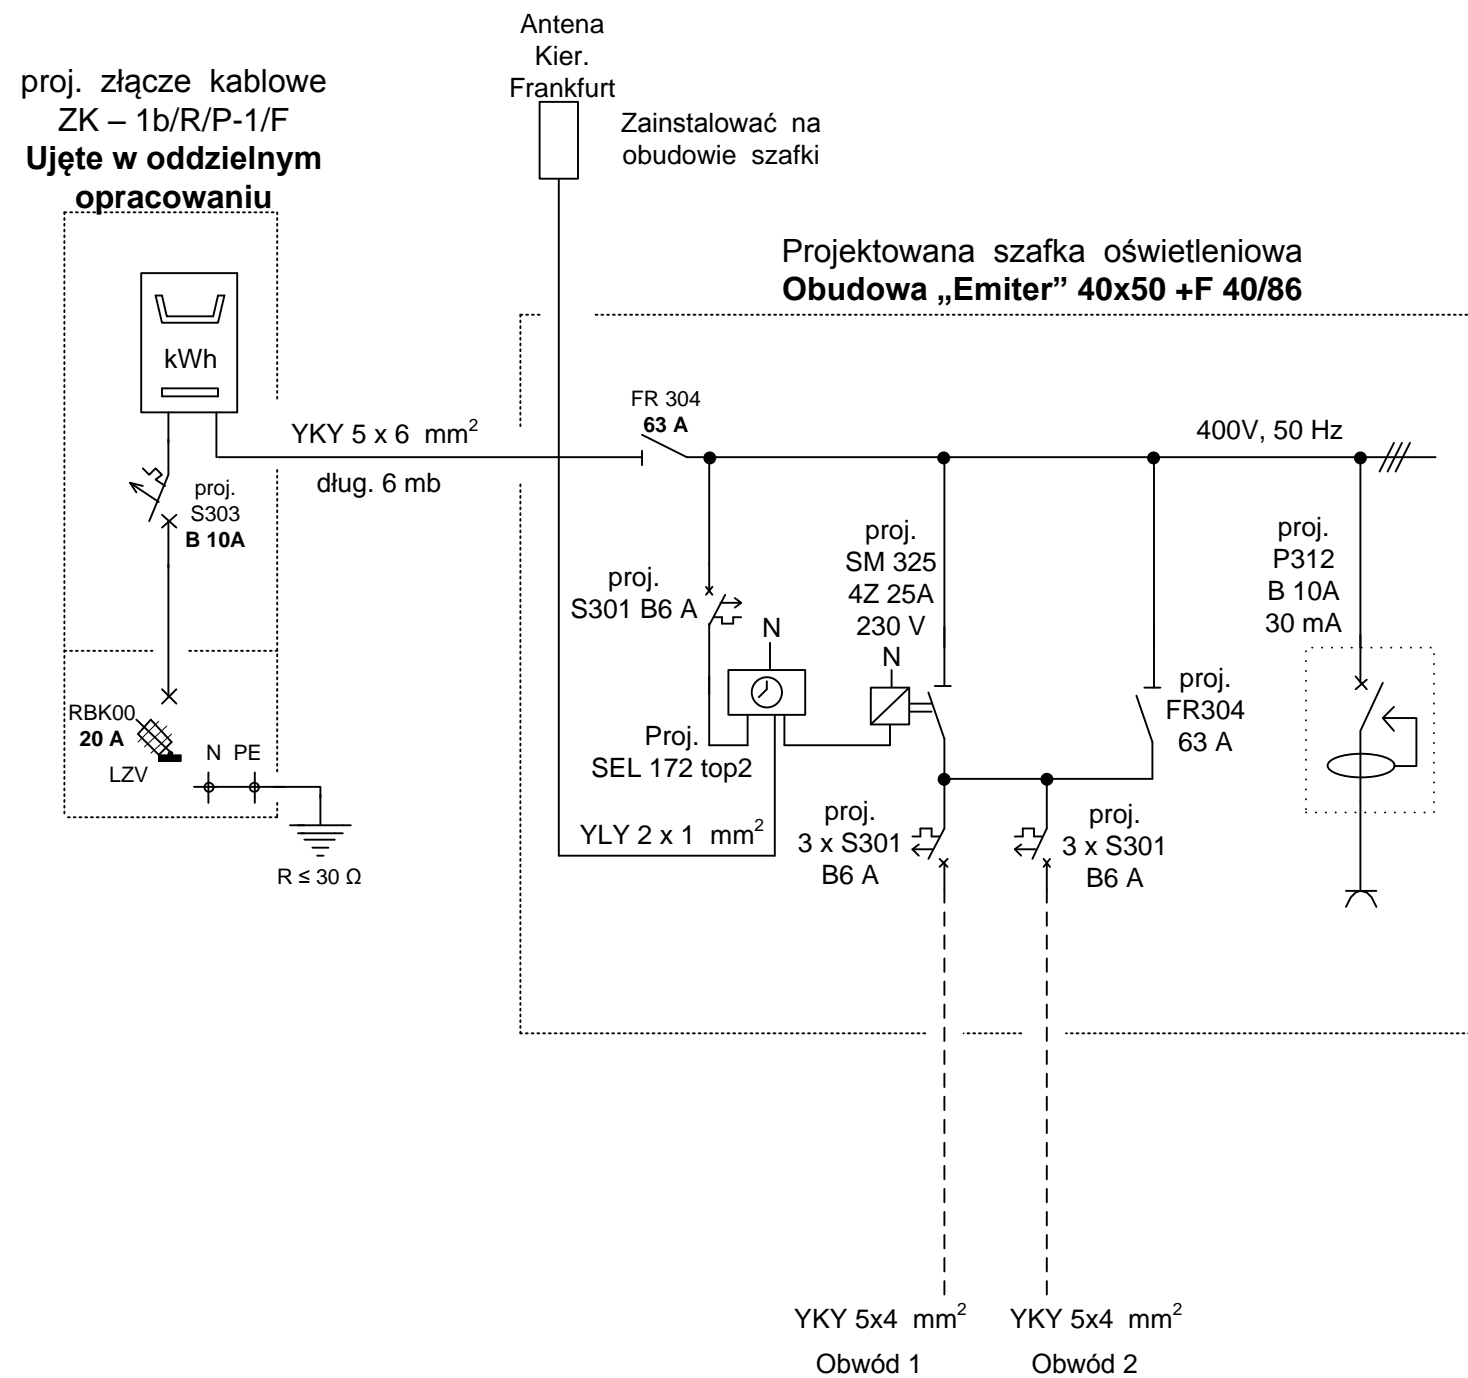 Antena
Kier.
Frankfurt
Zainstalować na
obudowie szafki
proj. złącze kablowe
ZK – 1b/R/P-1/F
Ujęte w oddzielnym
opracowaniu
Projektowana szafka oświetleniowa
Obudowa „Emiter” 40x50 +F 40/86
kWh
YKY 5 x 6 mm²
dług. 6 mb
FR 304
63 A
400V, 50 Hz
proj.
S303
B 10A
proj.
S301 B6 A
N
proj.
SM 325
4Z 25A
230 V
N
proj.
FR304
63 A
proj.
P312
B 10A
30 mA
RBK00
20 A
LZV
N PE
R ≤ 30 Ω
Proj.
SEL 172 top2
YLY 2 x 1 mm²
proj.
3 x S301
B6 A
proj.
3 x S301
B6 A
YKY 5x4 mm²
Obwód 1
YKY 5x4 mm²
Obwód 2